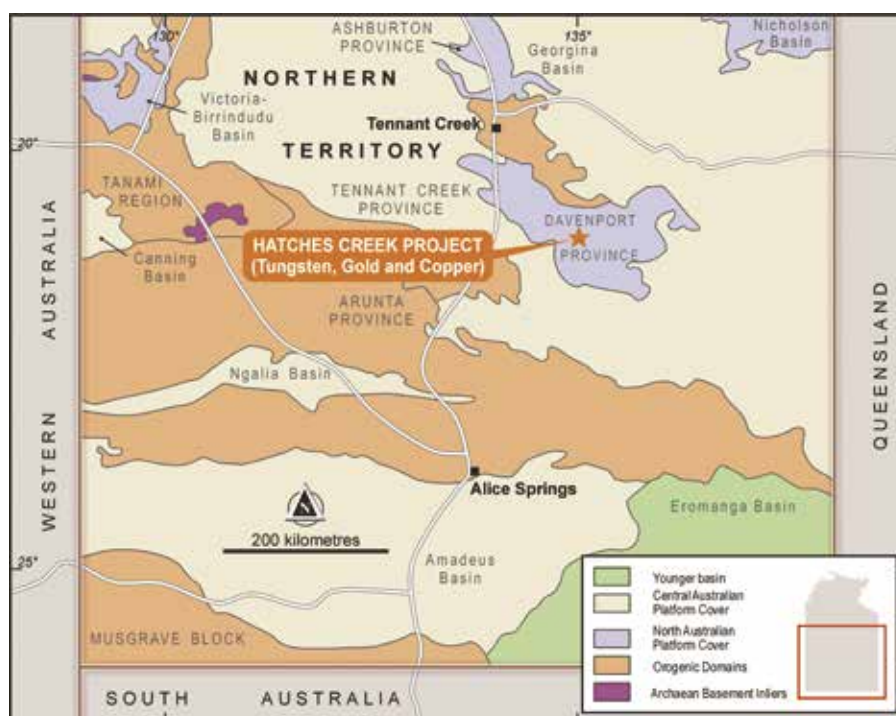 ASHBURTON
PROVINCE
130°
135°
Nicholson
Basin
Georgina
Basin
NORTHERN
Victoria-
Birrindudu
Basin
Tennant Creek
20°
TERRITORY
TANAMI
REGION
TENNANT CREEK
PROVINCE
DAVENPORT
PROVINCE
HATCHES CREEK PROJECT
(Tungsten, Gold and Copper)
Canning
Basin
ARUNTA
PROVINCE
WESTERN AUSTRALIA
QUEENSLAND
Ngalia Basin
Alice Springs
Eromanga Basin
200 kilometres
Amadeus
Basin
25°
MUSGRAVE BLOCK
SOUTH AUSTRALIA
Younger basin
Central Australian
Platform Cover
North Australian
Platform Cover
Orogenic Domains
Archaean Basement Inliers